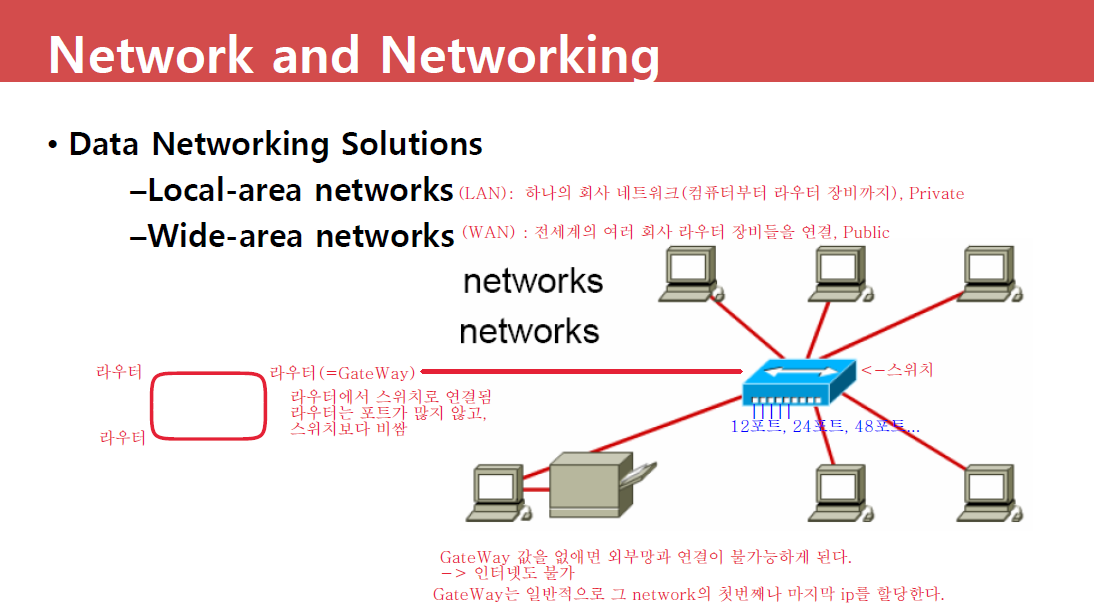 Network and Networking
• Data Networking Solutions
–Local-area networks (LAN): 하나의 회사 네트워크(컴퓨터부터 라우터 장비까지), Private
–Wide-area networks (WAN) : 전세계의 여러 회사 라우터 장비들을 연결, Public
networks
networks
라우터
라우터(=GateWay)
<-스위치
라우터에서 스위치로 연결됨
라우터는 포트가 많지 않고,
스위치보다 비쌈
라우터
12포트, 24포트, 48포트...
GateWay 값을 없애면 외부망과 연결이 불가능하게 된다.
-> 인터넷도 불가
GateWay는 일반적으로 그 network의 첫번째나 마지막 ip를 할당한다.